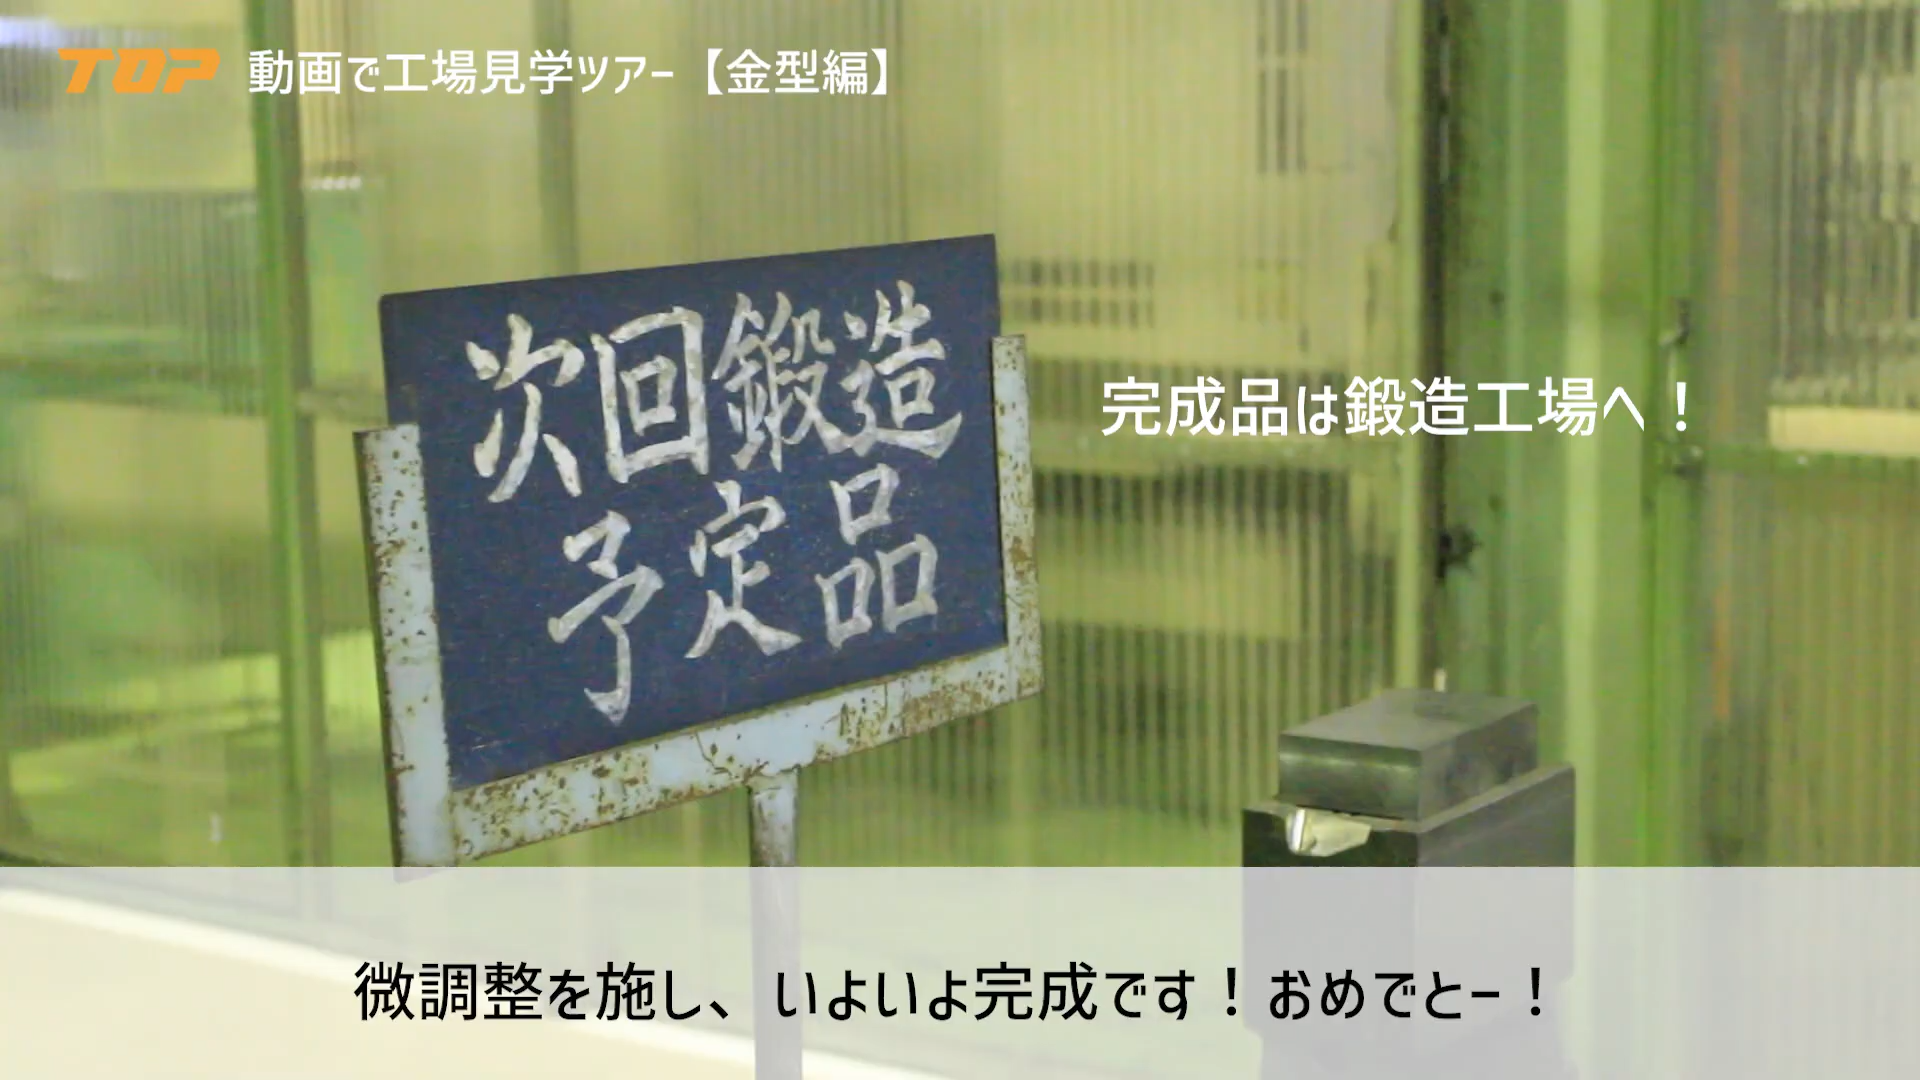 TOP 動画で工場見学ツアー【金型編】
次回鍛造
予定品
完成品は鍛造工場へ！
微調整を施し、いよいよ完成です！おめでとー！